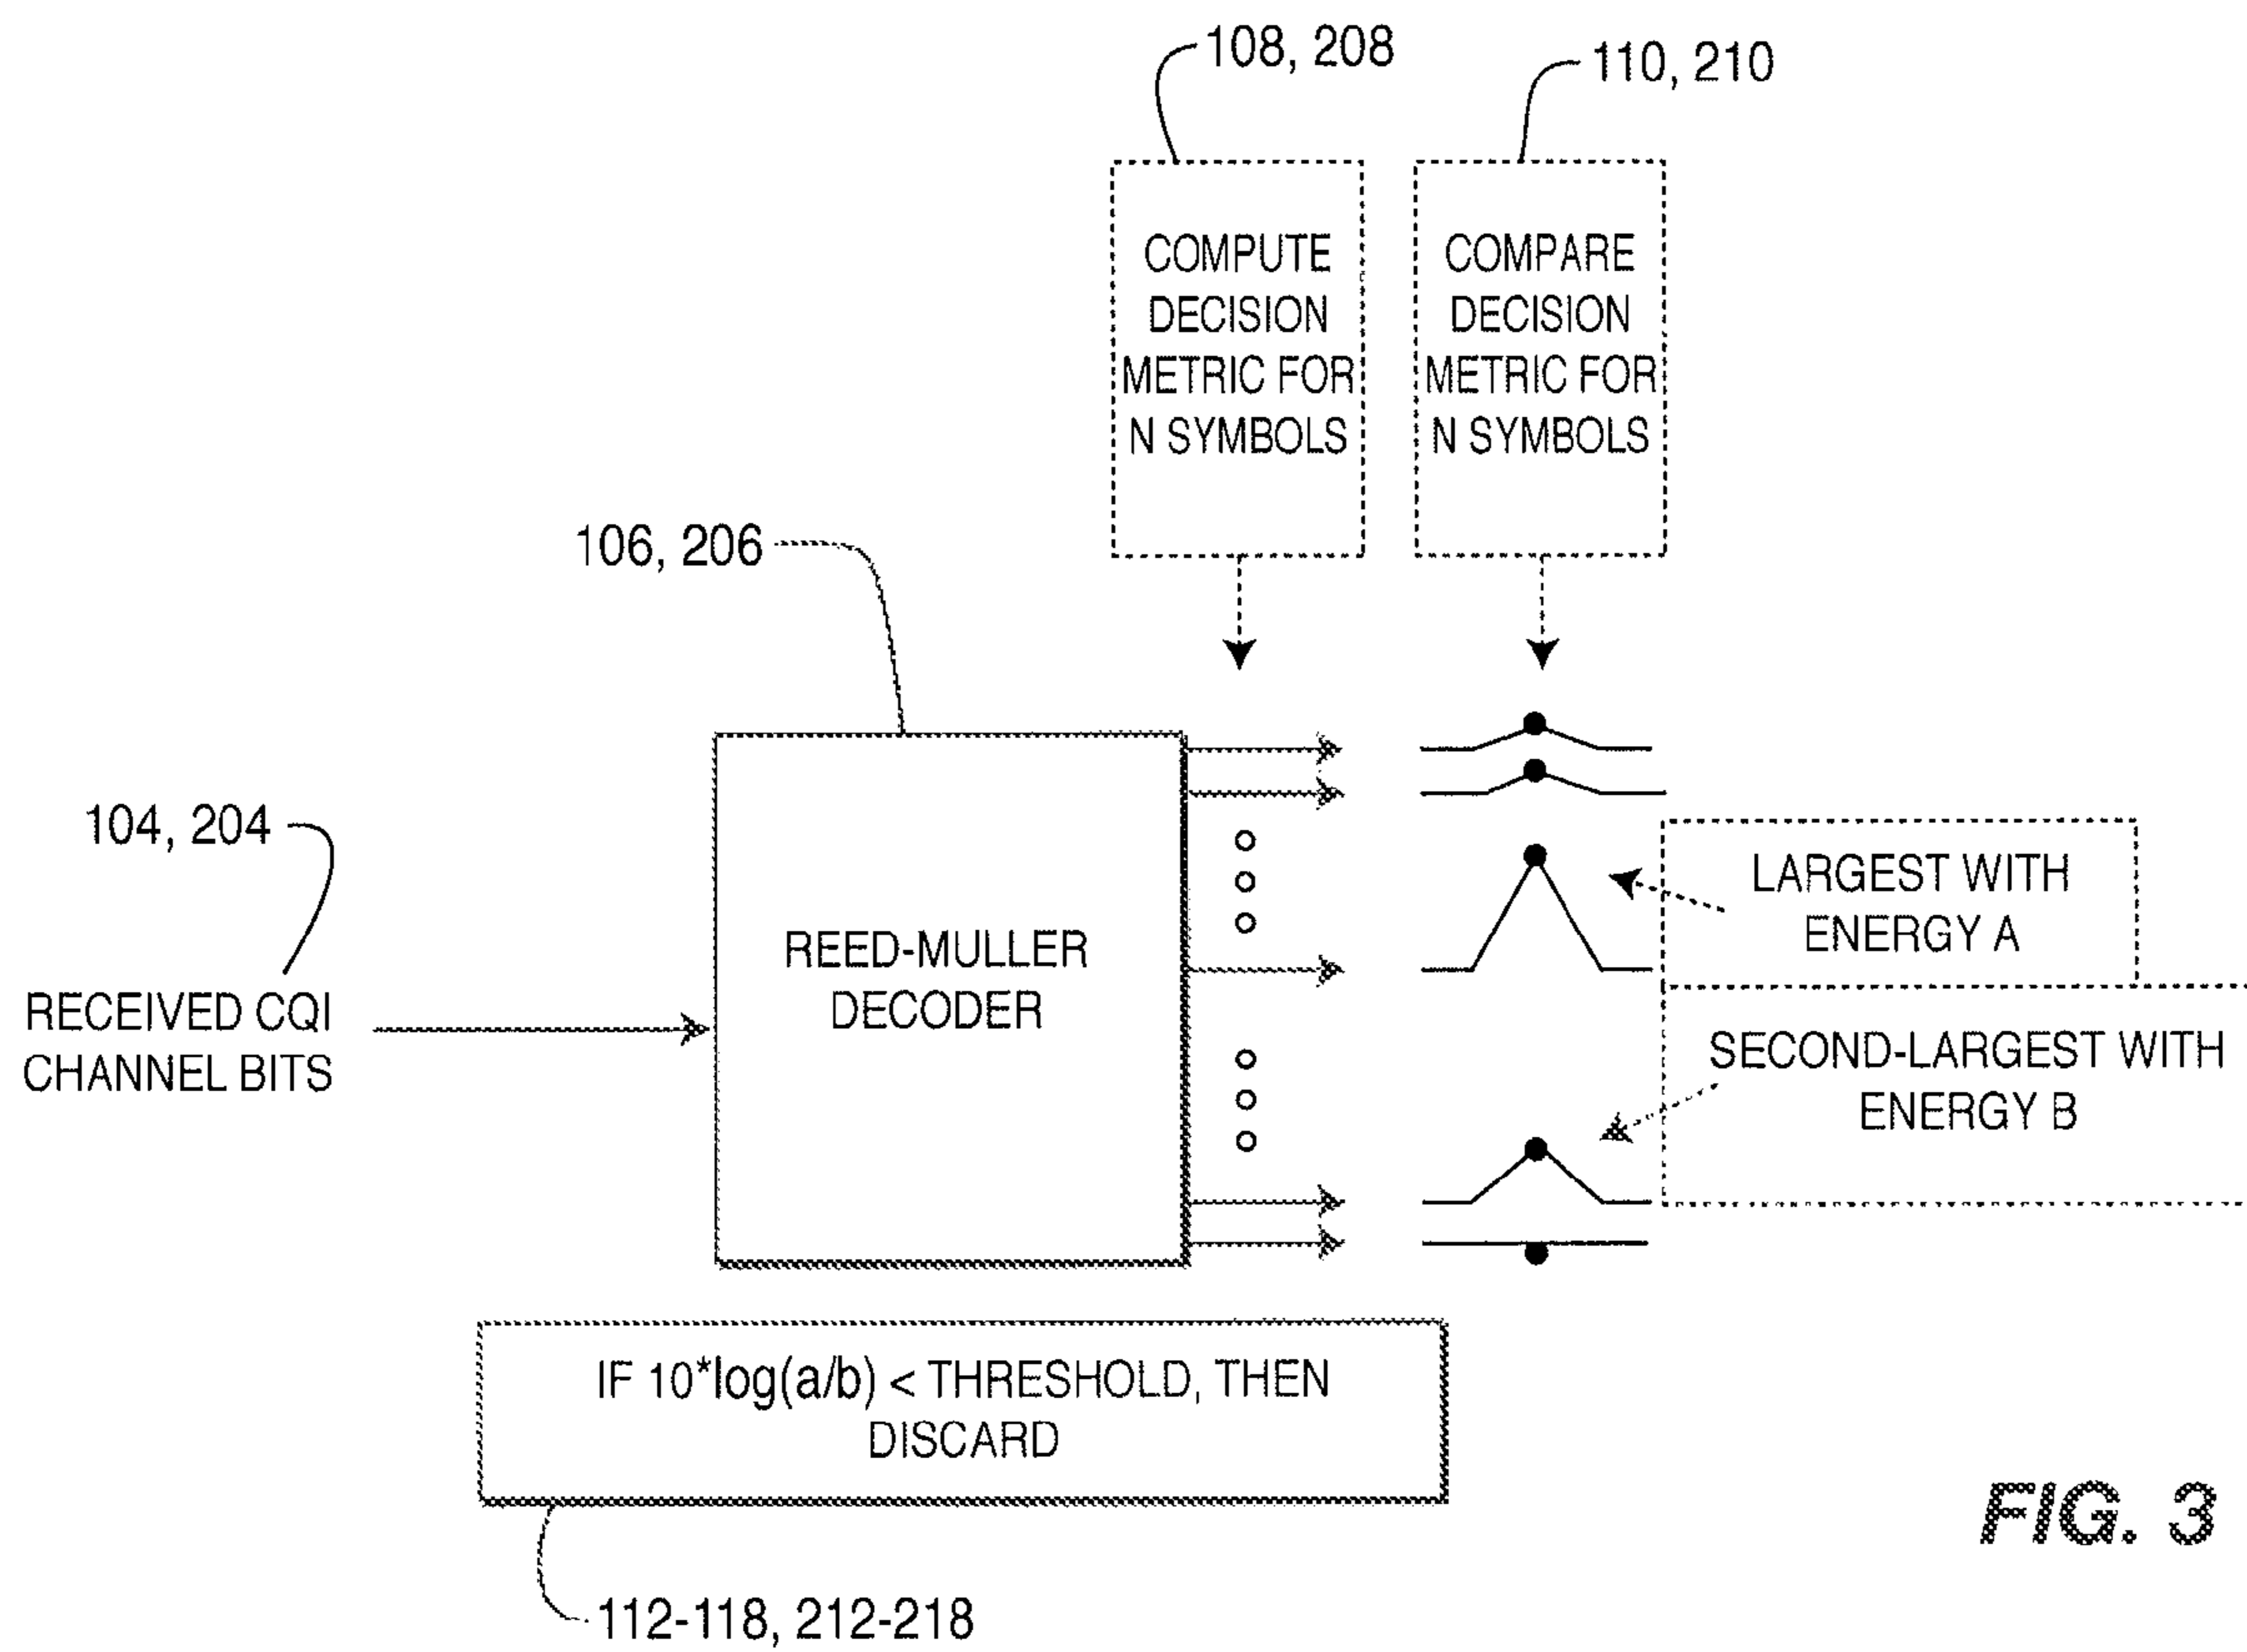 108, 208
110, 210
COMPUTE
DECISION
METRIC FOR
N SYMBOLS
COMPARE
DECISION
METRIC FOR
N SYMBOLS
106, 206
104, 204
RECEIVED CQI
CHANNEL BITS
REED-MULLER
DECODER
LARGEST WITH
ENERGY A
SECOND-LARGEST WITH
ENERGY B
IF 10*log(a/b) < THRESHOLD, THEN
DISCARD
112-118, 212-218
FIG. 3